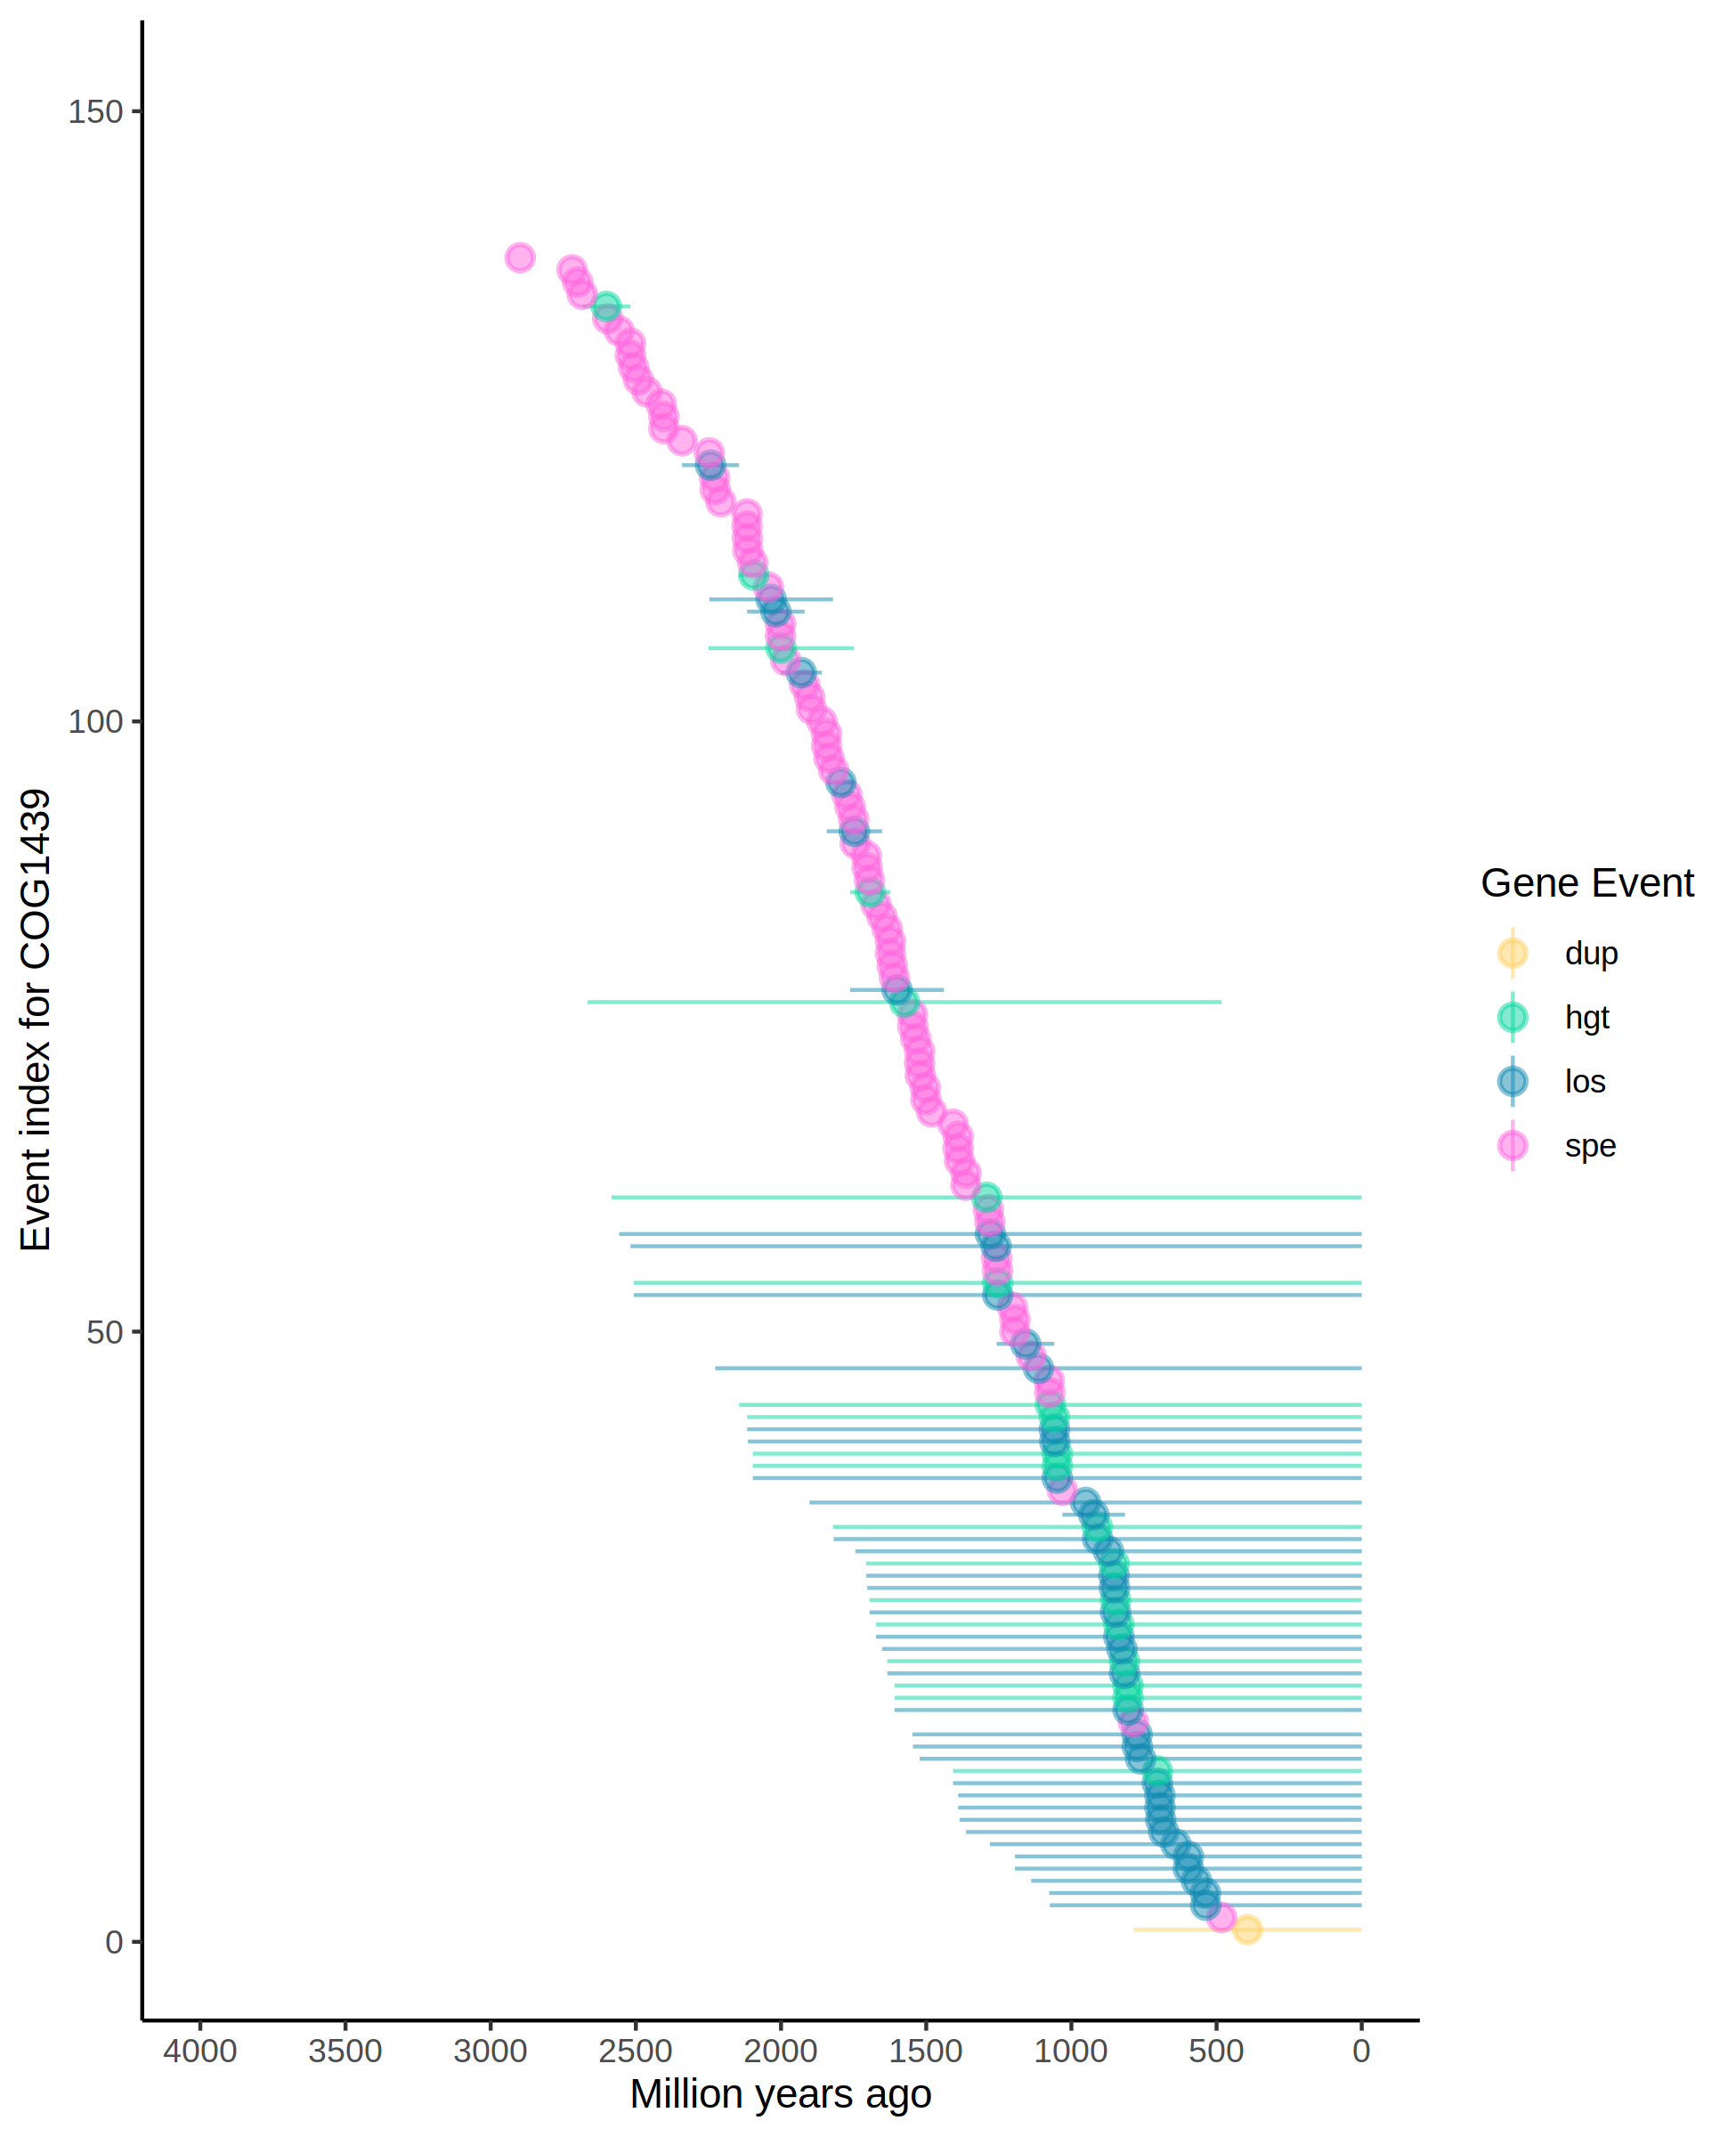 150
100
50
0
Event index for COG1439
4000 3500 3000 2500 2000 1500 1000 500 0
Million years ago
Gene Event
dup
hgt
los
spe